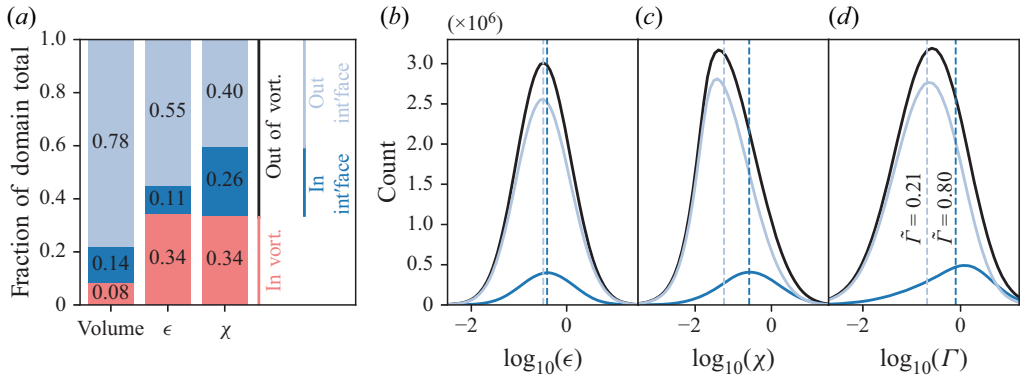 (a)
Fraction of domain total
1.0
0.8
0.6
0.4
0.2
0
0.78
0.14
0.08
0.55
0.11
0.34
0.40
0.26
0.34
Volume
ϵ
χ
Out of vort.
In vort.
Out
int'face
In
int'face
(b)
(×10⁶)
Count
3.0
2.5
2.0
1.5
1.0
0.5
0
−2
0
log₁₀(ϵ)
(c)
−2
0
log₁₀(χ)
(d)
Γ̃ = 0.21
Γ̃ = 0.80
−2
0
log₁₀(Γ)